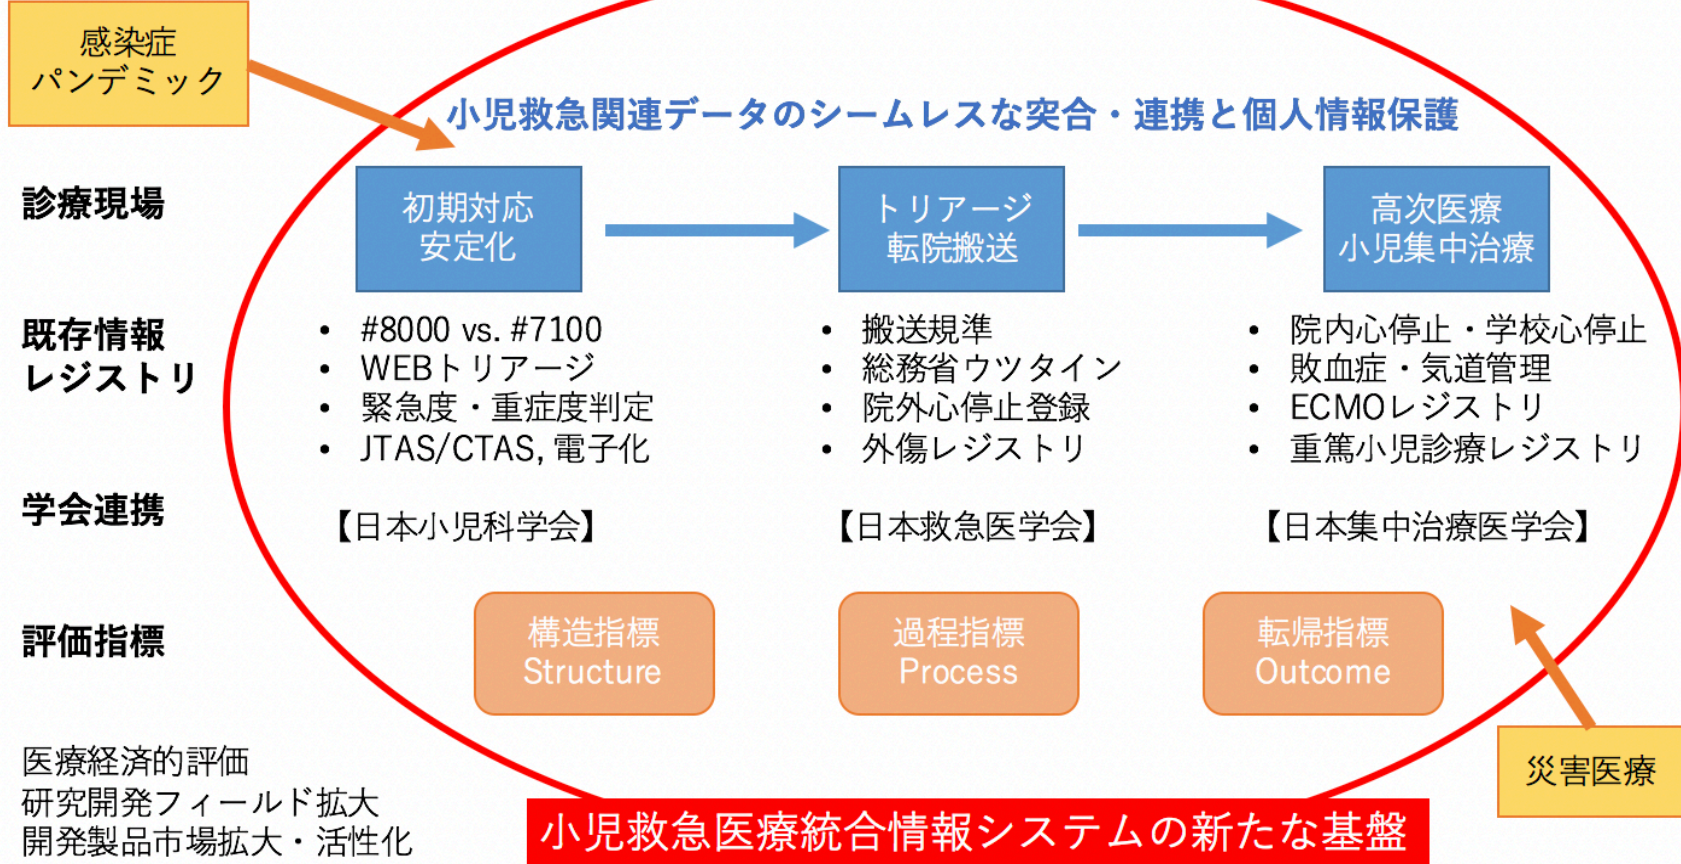 感染症
パンデミック
小児救急関連データのシームレスな突合・連携と個人情報保護
診療現場
初期対応
安定化
トリアージ
転院搬送
高次医療
小児集中治療
既存情報
レジストリ
• #8000 vs. #7100
• WEBトリアージ
• 緊急度・重症度判定
• JTAS/CTAS, 電子化
• 搬送規準
• 総務省ウツタイン
• 院外心停止登録
• 外傷レジストリ
• 院内心停止・学校心停止
• 敗血症・気道管理
• ECMOレジストリ
• 重篤小児診療レジストリ
学会連携
【日本小児科学会】
【日本救急医学会】
【日本集中治療医学会】
評価指標
構造指標
Structure
過程指標
Process
転帰指標
Outcome
災害医療
医療経済的評価
研究開発フィールド拡大
開発製品市場拡大・活性化
小児救急医療統合情報システムの新たな基盤